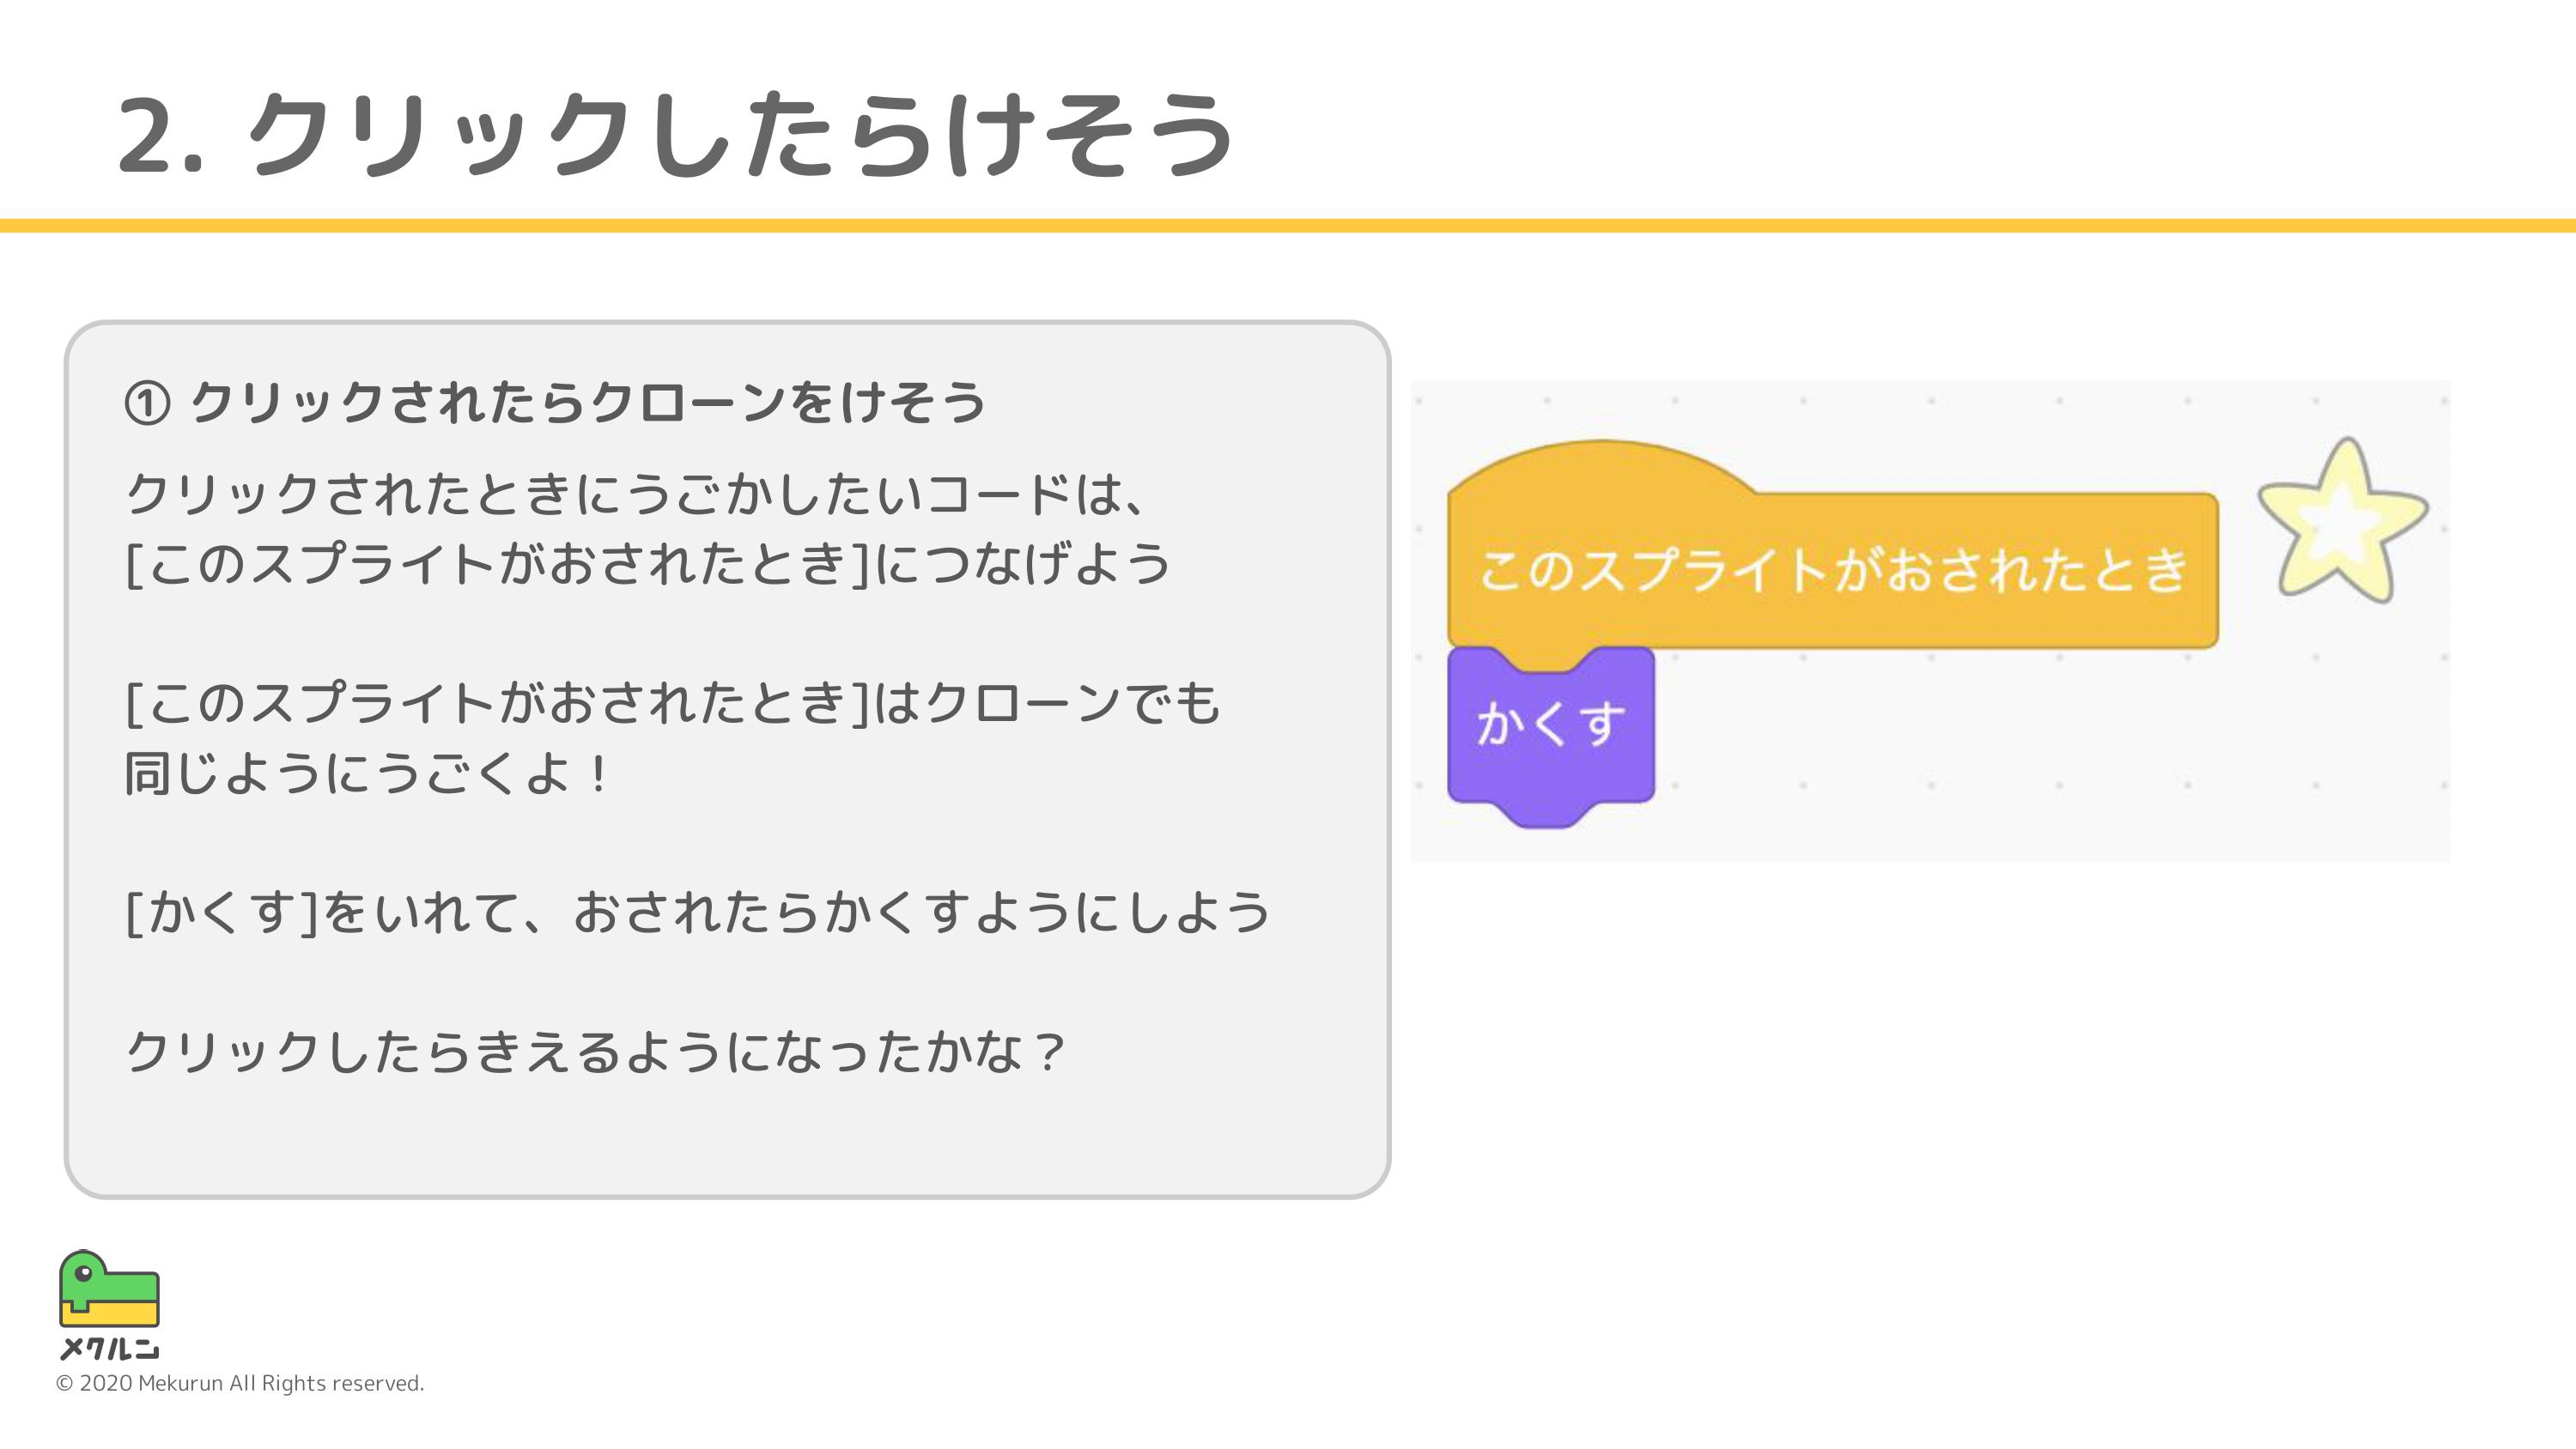 2. クリックしたらけそう
① クリックされたらクローンをけそう
クリックされたときにうごかしたいコードは、
[このスプライトがおされたとき]につなげよう
[このスプライトがおされたとき]はクローンでも
同じようにうごくよ！
[かくす]をいれて、おされたらかくすようにしよう
クリックしたらきえるようになったかな？
このスプライトがおされたとき
かくす
メクルン
© 2020 Mekurun All Rights reserved.